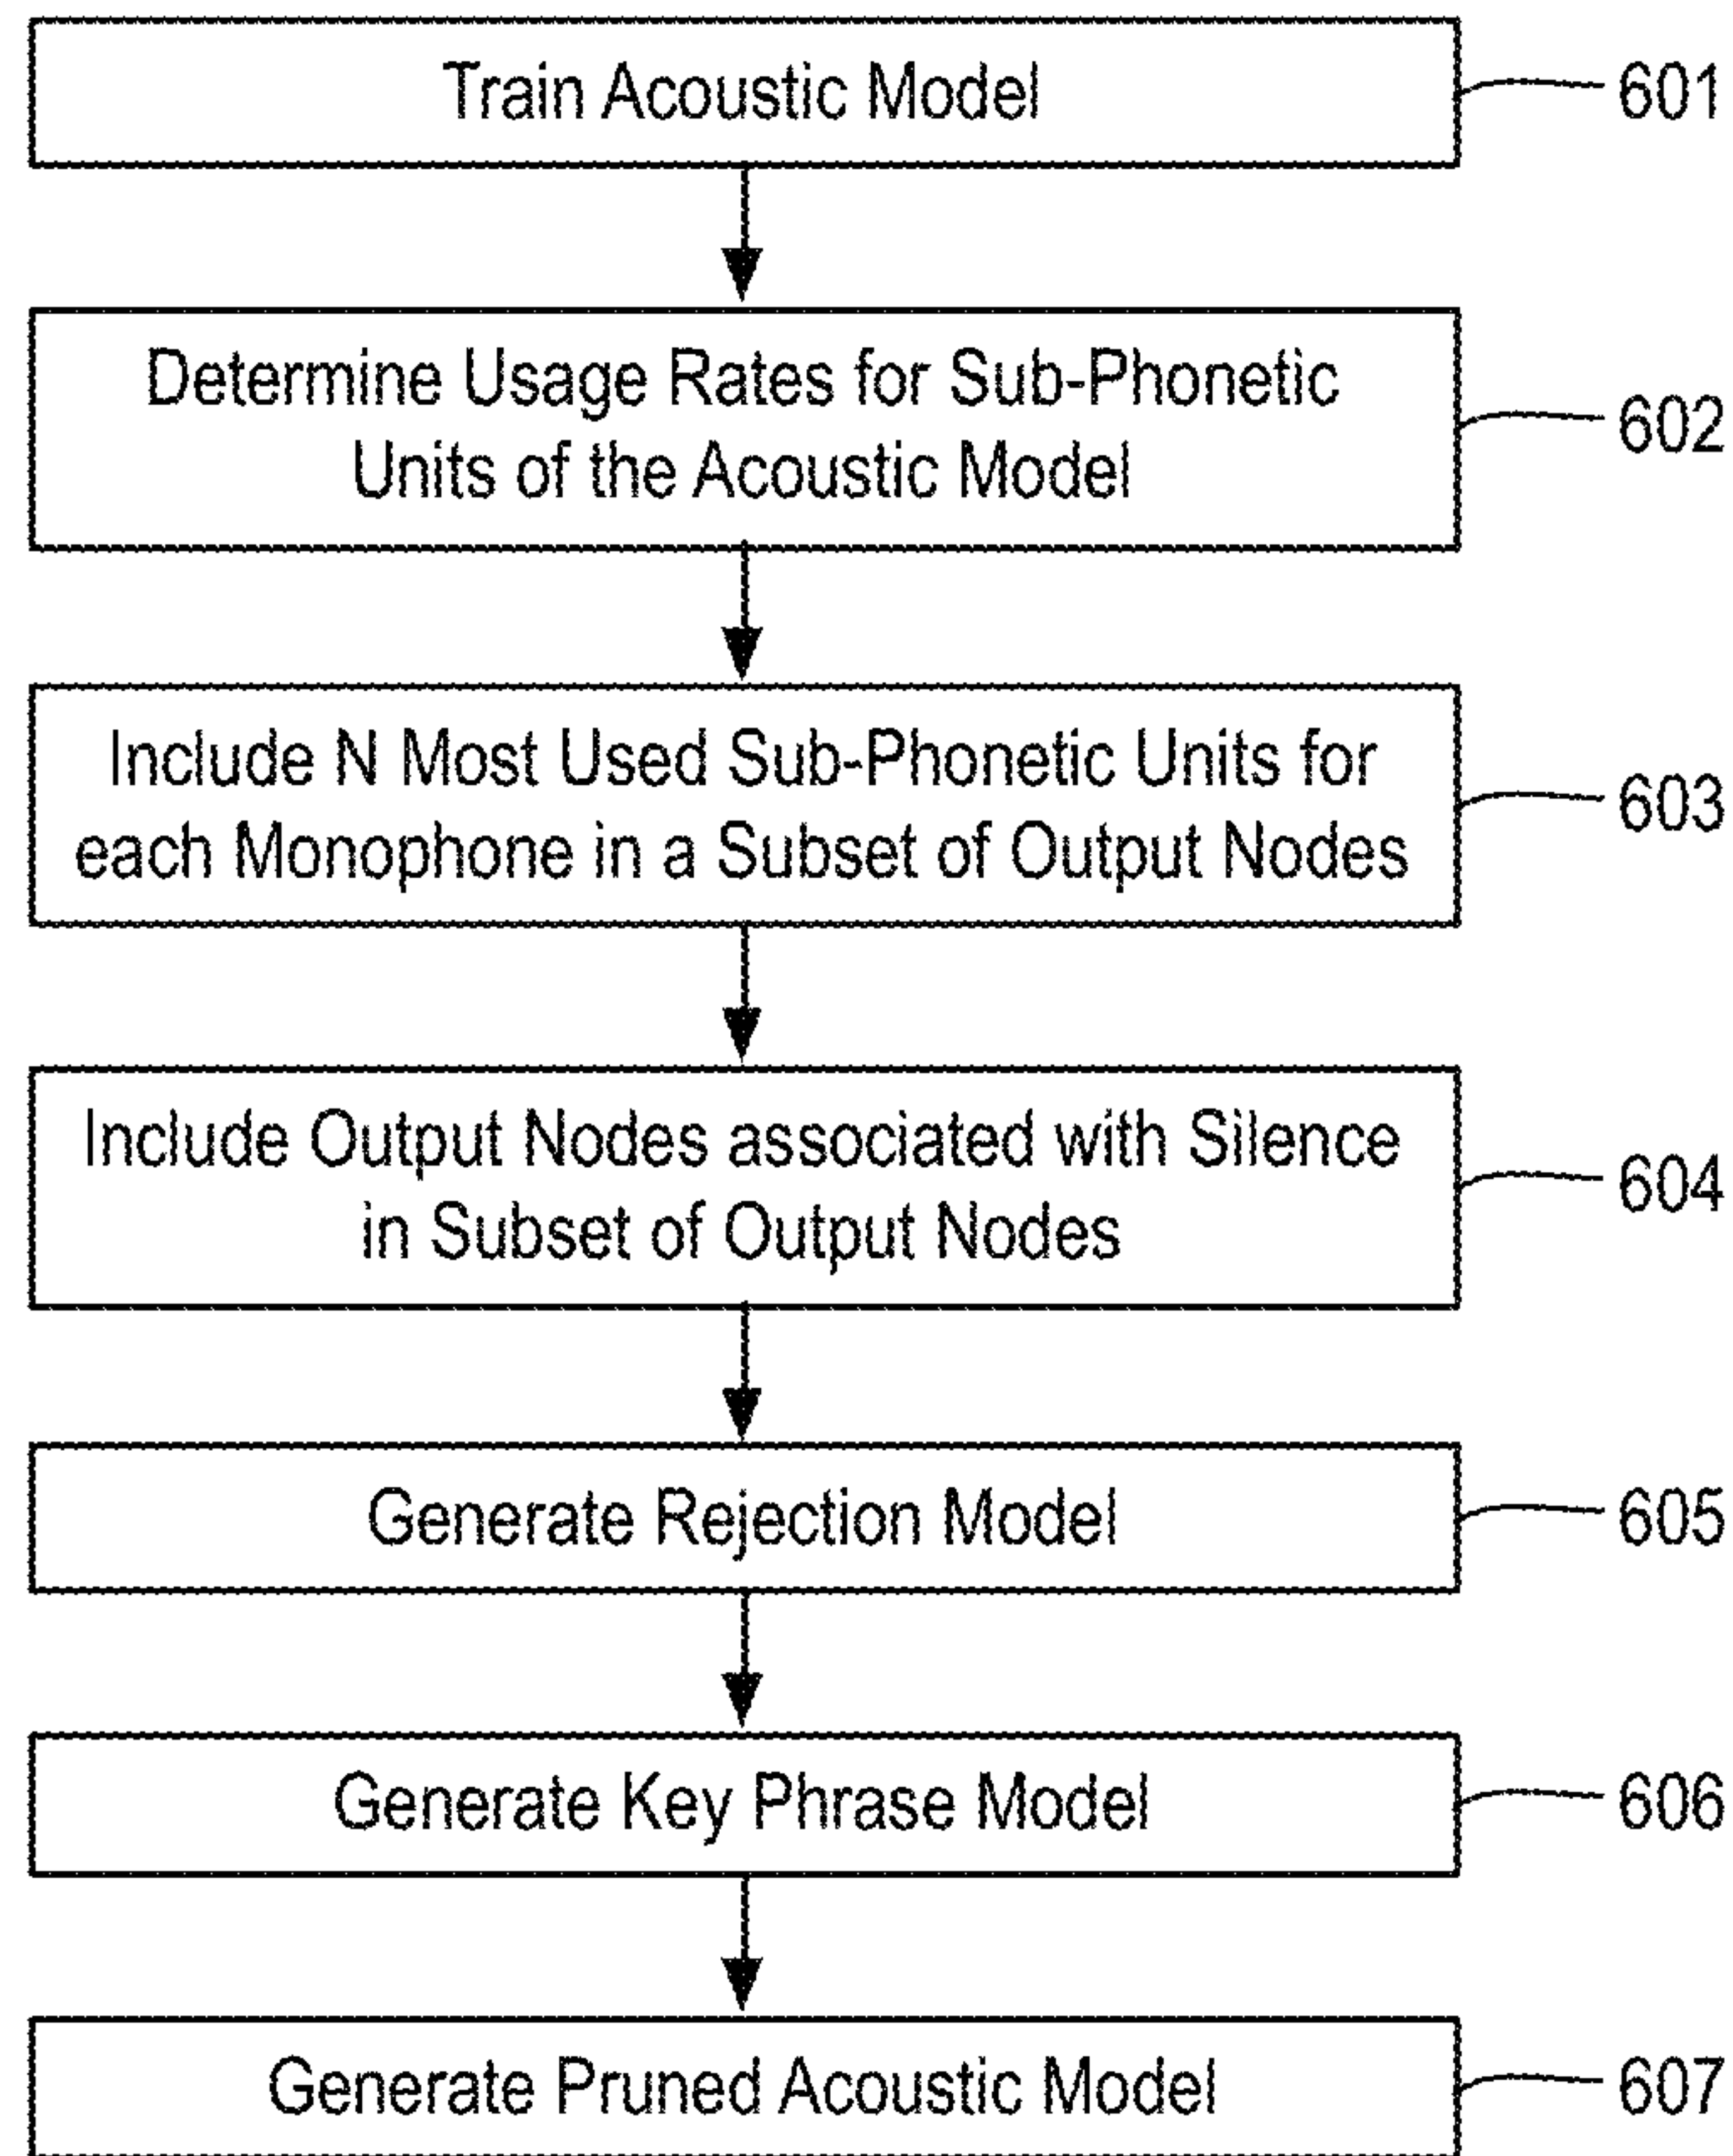 Train Acoustic Model
601
Determine Usage Rates for Sub-Phonetic
Units of the Acoustic Model
602
Include N Most Used Sub-Phonetic Units for
each Monophone in a Subset of Output Nodes
603
Include Output Nodes associated with Silence
in Subset of Output Nodes
604
Generate Rejection Model
605
Generate Key Phrase Model
606
Generate Pruned Acoustic Model
607